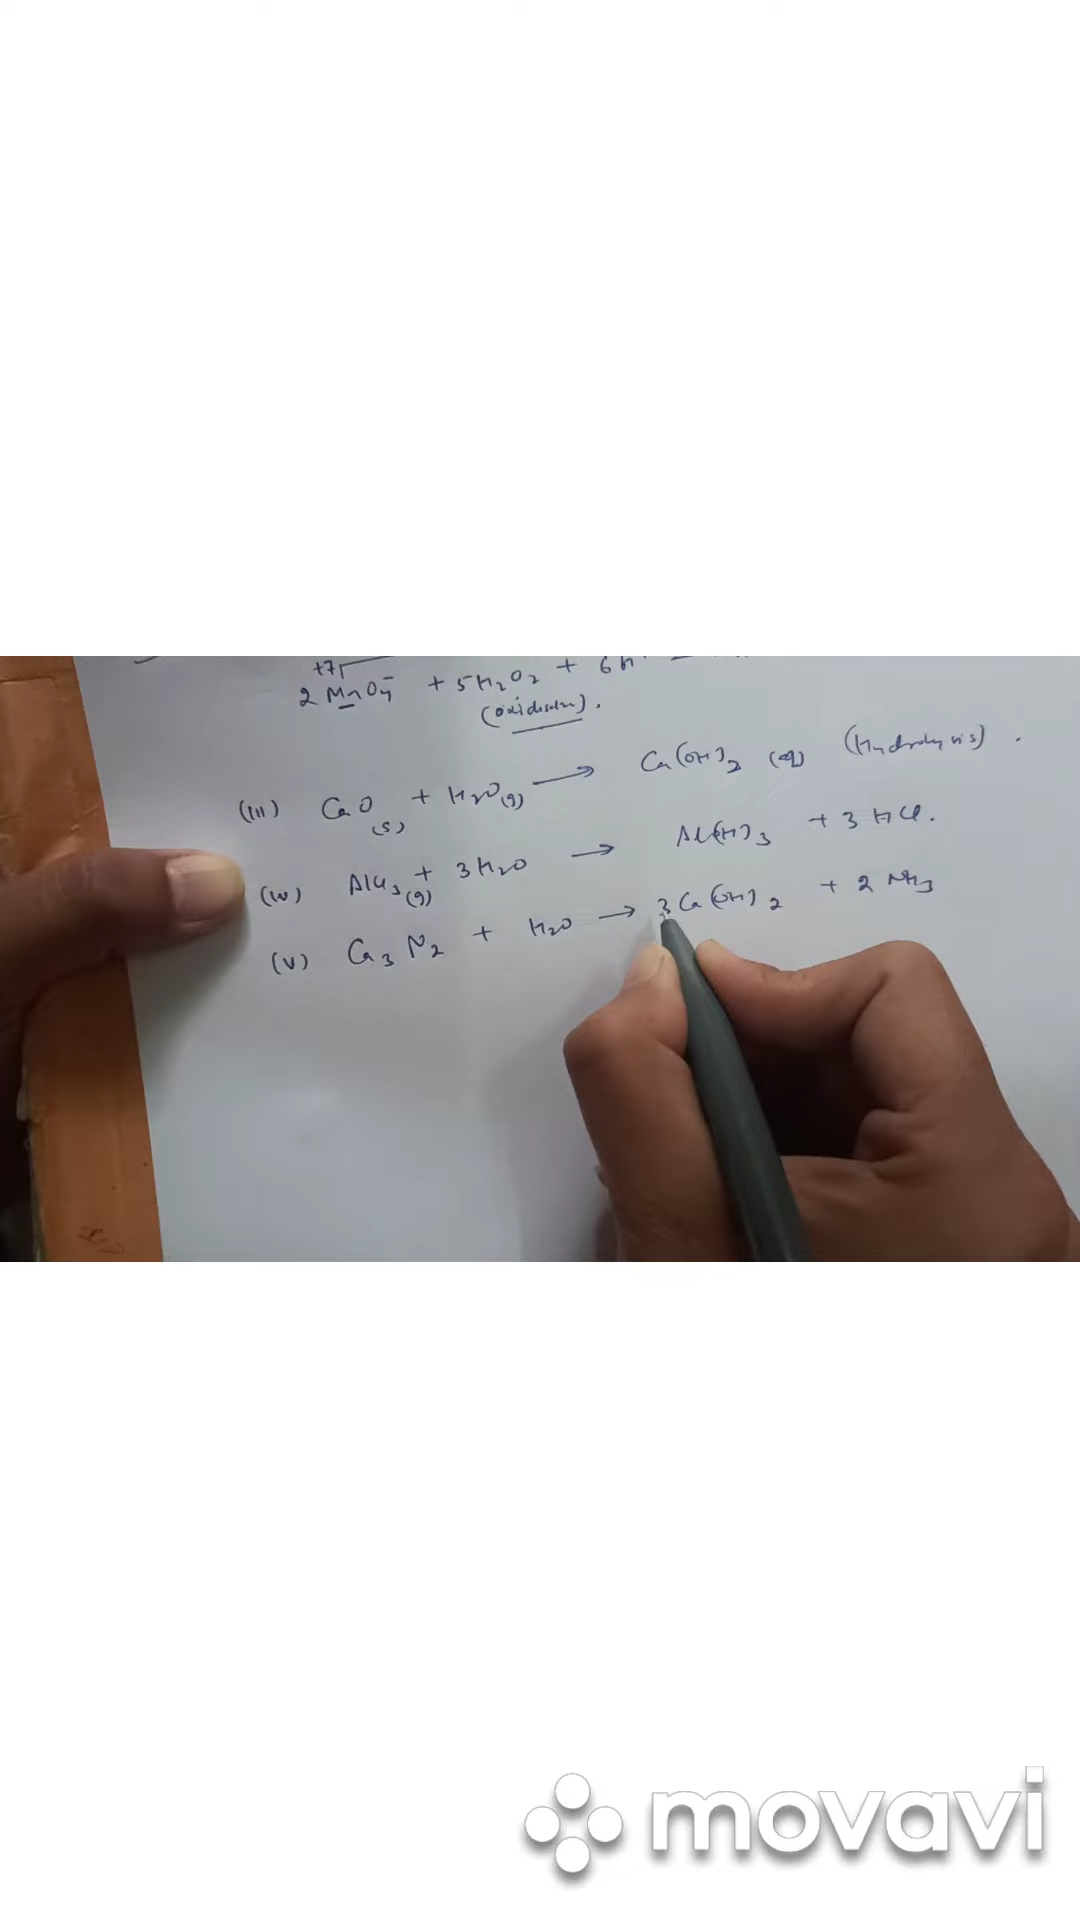 +7
2 MnO4- + 5H2O2 + 6H+
(oxidised).
(III) CaO(s) + H2O(g) → Ca(OH)2 (aq) (Hydrolysis).
(IV) AlCl3(g) + 3H2O → Al(OH)3 + 3HCl.
(V) Ca3N2 + H2O → 3Ca(OH)2 + 2NH3
movavi